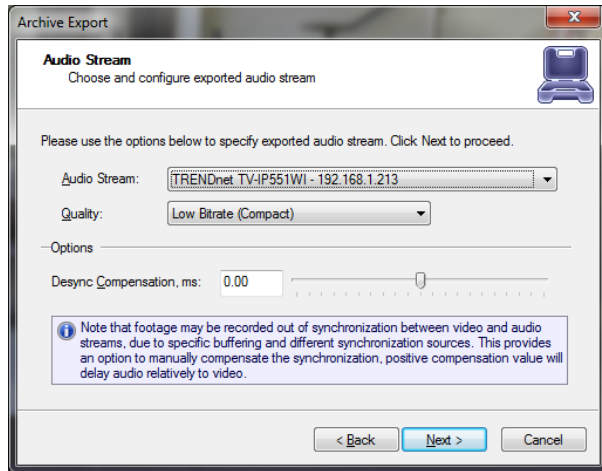 Archive Export
Audio Stream
Choose and configure exported audio stream
Please use the options below to specify exported audio stream. Click Next to proceed.
Audio Stream: TRENDnet TV-IP551WI - 192.168.1.213
Quality: Low Bitrate (Compact)
Options
Desync Compensation, ms: 0.00
Note that footage may be recorded out of synchronization between video and audio
streams, due to specific buffering and different synchronization sources. This provides
an option to manually compensate the synchronization, positive compensation value will
delay audio relatively to video.
< Back Next > Cancel